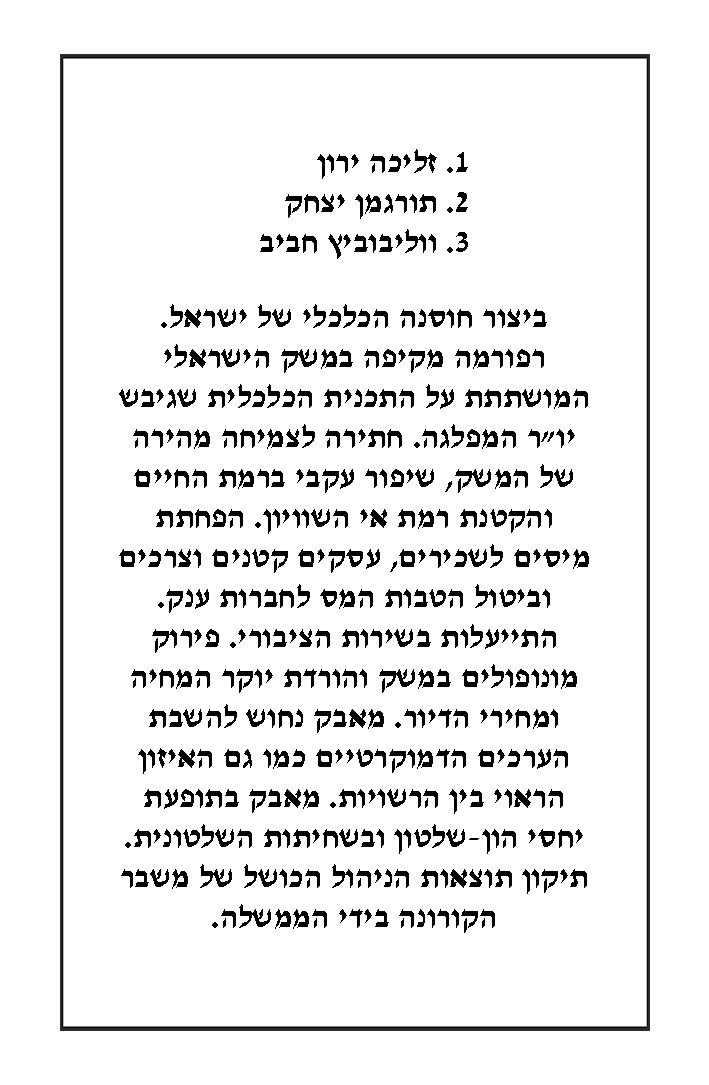 1. זליכה ירון
2. תורגמן יצחק
3. ווליבוביץ חביב
ביצור חוסנה הכלכלי של ישראל.
רפורמה מקיפה במשק הישראלי
המושתתת על התכנית הכלכלית שגיבש
יו״ר המפלגה. חתירה לצמיחה מהירה
של המשק, שיפור עקבי ברמת החיים
והקטנת רמת אי השוויון. הפחתת
מיסים לשכירים, עסקים קטנים וצרכים
וביטול הטבות המס לחברות ענק.
התייעלות בשירות הציבורי. פירוק
מונופולים במשק והורדת יוקר המחיה
ומחירי הדיור. מאבק נחוש להשבת
הערכים הדמוקרטיים כמו גם האיזון
הראוי בין הרשויות. מאבק בתופעת
יחסי הון-שלטון ובשחיתות השלטונית.
תיקון תוצאות הניהול הכושל של משבר
הקורונה בידי הממשלה.